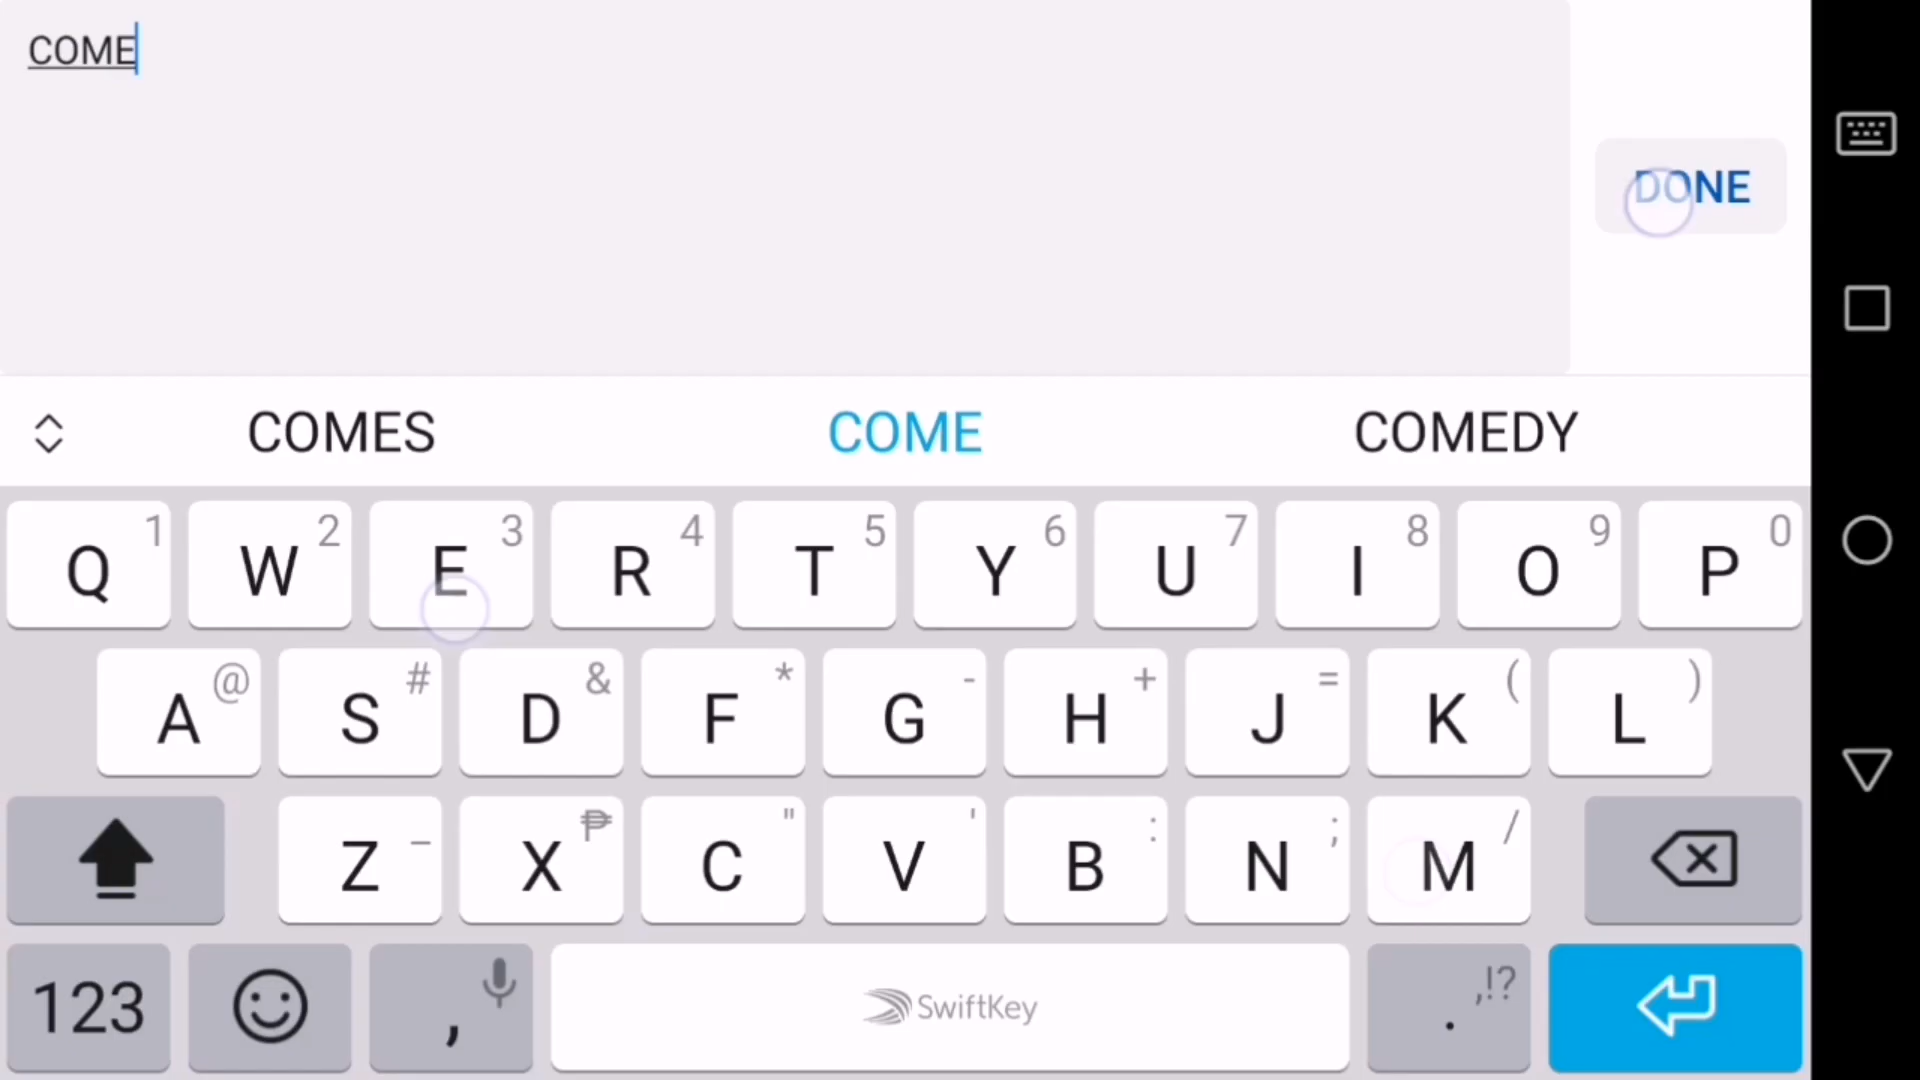 COME
DONE
COMES COME COMEDY
Q 1 W 2 E 3 R 4 T 5 Y 6 U 7 I 8 O 9 P 0
A @ S # D & F * G - H + J = K ( L )
Z _ X ₱ C " V ' B : N ; M /
123 , SwiftKey . ,!?